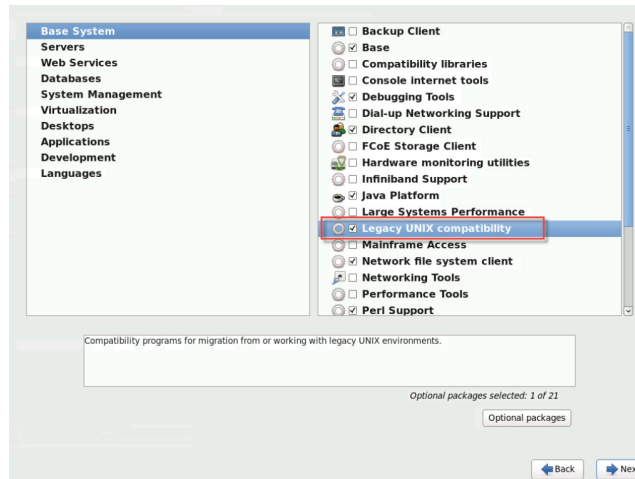 Base System
Servers
Web Services
Databases
System Management
Virtualization
Desktops
Applications
Development
Languages
Backup Client
Base
Compatibility libraries
Console internet tools
Debugging Tools
Dial-up Networking Support
Directory Client
FCoE Storage Client
Hardware monitoring utilities
Infiniband Support
Java Platform
Large Systems Performance
Legacy UNIX compatibility
Mainframe Access
Network file system client
Networking Tools
Performance Tools
Perl Support
Compatibility programs for migration from or working with legacy UNIX environments.
Optional packages selected: 1 of 21
Optional packages
Back
Nex